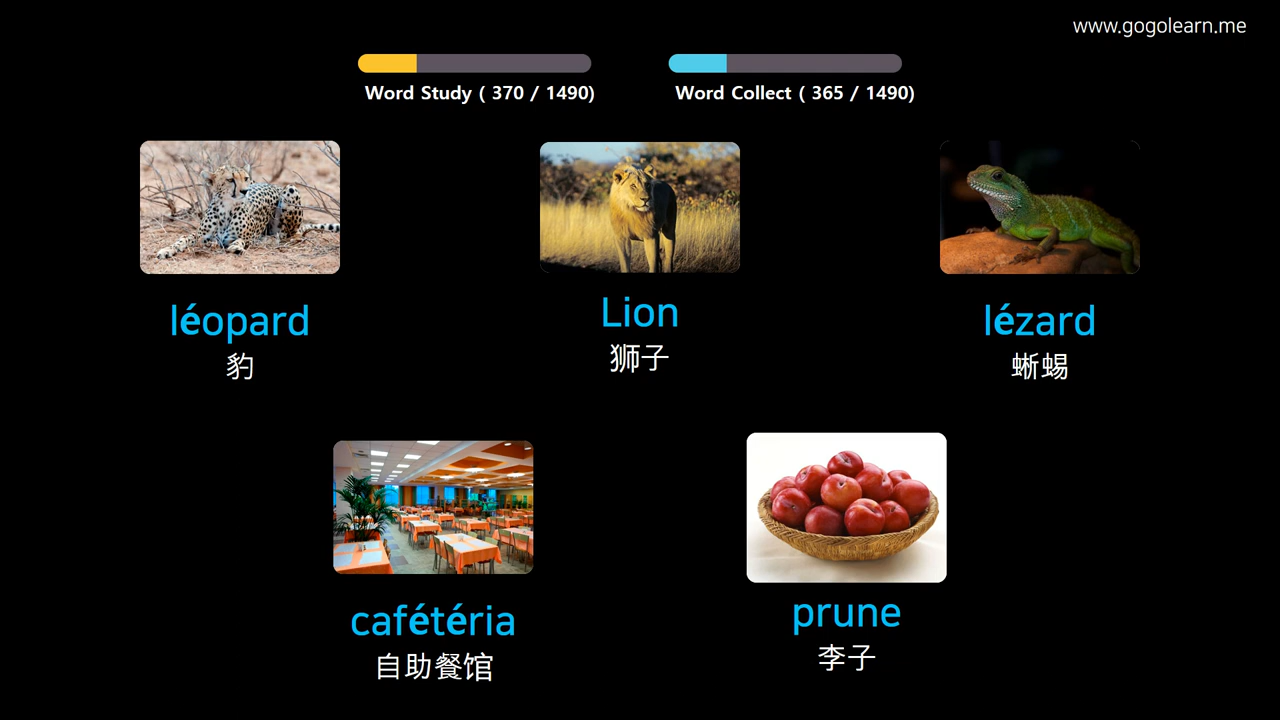 www.gogolearn.me
Word Study ( 370 / 1490)
Word Collect ( 365 / 1490)
léopard
豹
Lion
狮子
lézard
蜥蜴
cafétéria
自助餐馆
prune
李子